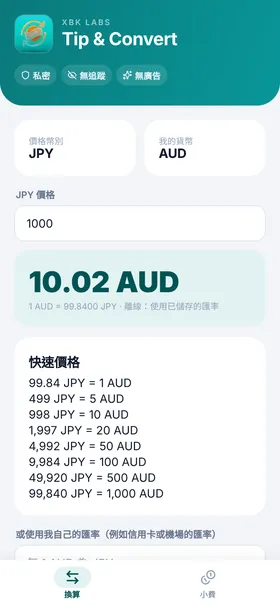 XBK LABS
Tip & Convert
私密
無追蹤
無廣告
價格幣別
JPY
我的貨幣
AUD
JPY 價格
1000
10.02 AUD
1 AUD = 99.8400 JPY · 離線：使用已儲存的匯率
快速價格
99.84 JPY = 1 AUD
499 JPY = 5 AUD
998 JPY = 10 AUD
1,997 JPY = 20 AUD
4,992 JPY = 50 AUD
9,984 JPY = 100 AUD
49,920 JPY = 500 AUD
99,840 JPY = 1,000 AUD
或使用我自己的匯率（例如信用卡或機場的匯率）
換算
小費